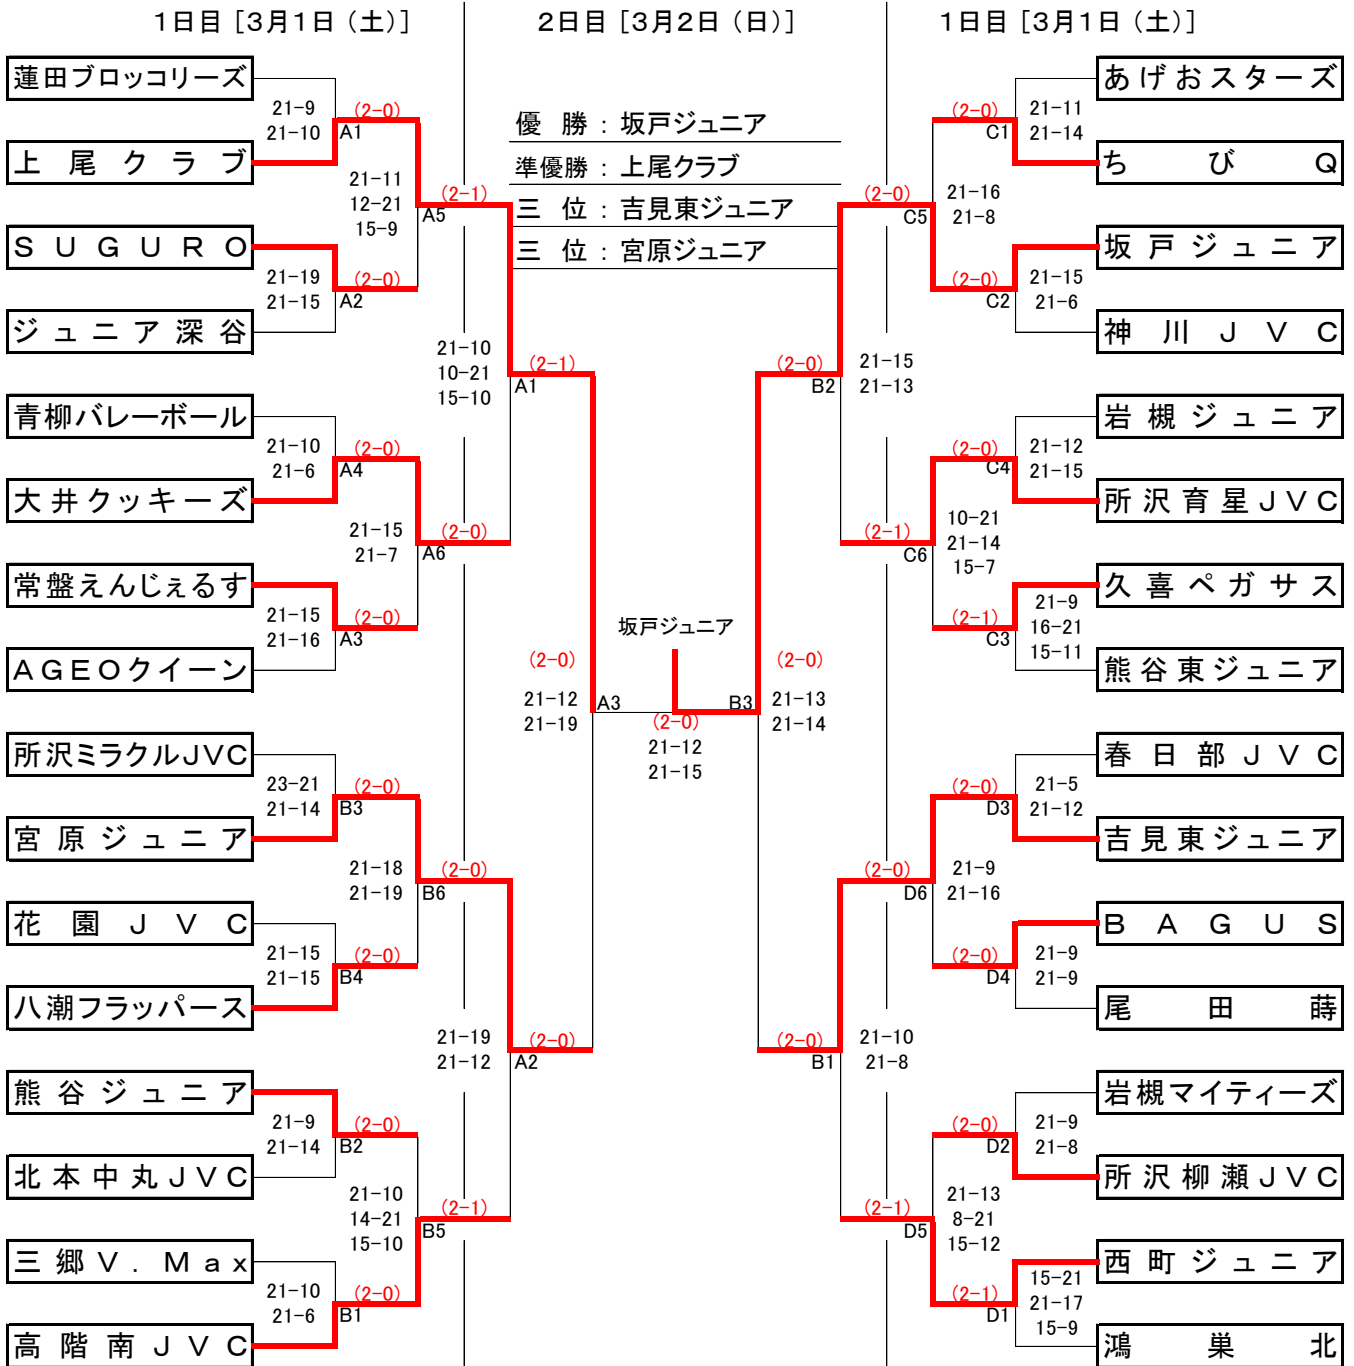 1日目［3月1日（土）］
2日目［3月2日（日）］
1日目［3月1日（土）］
優　勝：坂戸ジュニア
準優勝：上尾クラブ
三　位：吉見東ジュニア
三　位：宮原ジュニア
蓮田ブロッコリーズ
21-9
21-10
(2-0)
A1
上尾クラブ
21-11
12-21
15-9
(2-1)
A5
SUGURO
21-19
21-15
(2-0)
A2
ジュニア深谷
21-10
10-21
15-10
(2-1)
A1
青柳バレーボール
21-10
21-6
(2-0)
A4
大井クッキーズ
21-15
21-7
(2-0)
A6
常盤えんじぇるす
21-15
21-16
(2-0)
A3
AGEOクイーン
(2-0)
21-12
21-19
A3
所沢ミラクルJVC
23-21
21-14
(2-0)
B3
宮原ジュニア
21-18
21-19
(2-0)
B6
花園JVC
21-15
21-15
(2-0)
B4
八潮フラッパース
21-19
21-12
(2-0)
A2
熊谷ジュニア
21-9
21-14
(2-0)
B2
北本中丸JVC
21-10
14-21
15-10
(2-1)
B5
三郷V.Max
21-10
21-6
(2-0)
B1
高階南JVC
坂戸ジュニア
(2-0)
21-12
21-15
あげおスターズ
(2-0)
C1
21-11
21-14
ちびQ
(2-0)
C5
21-16
21-8
坂戸ジュニア
(2-0)
C2
21-15
21-6
神川JVC
(2-0)
B2
21-15
21-13
岩槻ジュニア
(2-0)
C4
21-12
21-15
所沢育星JVC
(2-1)
C6
10-21
21-14
15-7
久喜ペガサス
(2-1)
C3
21-9
16-21
15-11
熊谷東ジュニア
(2-0)
B3
21-13
21-14
春日部JVC
(2-0)
D3
21-5
21-12
吉見東ジュニア
(2-0)
D6
21-9
21-16
BAGUS
(2-0)
D4
21-9
21-9
尾田蒔
(2-0)
B1
21-10
21-8
岩槻マイティーズ
(2-0)
D2
21-9
21-8
所沢柳瀬JVC
(2-1)
D5
21-13
8-21
15-12
西町ジュニア
(2-1)
D1
15-21
21-17
15-9
鴻巣北